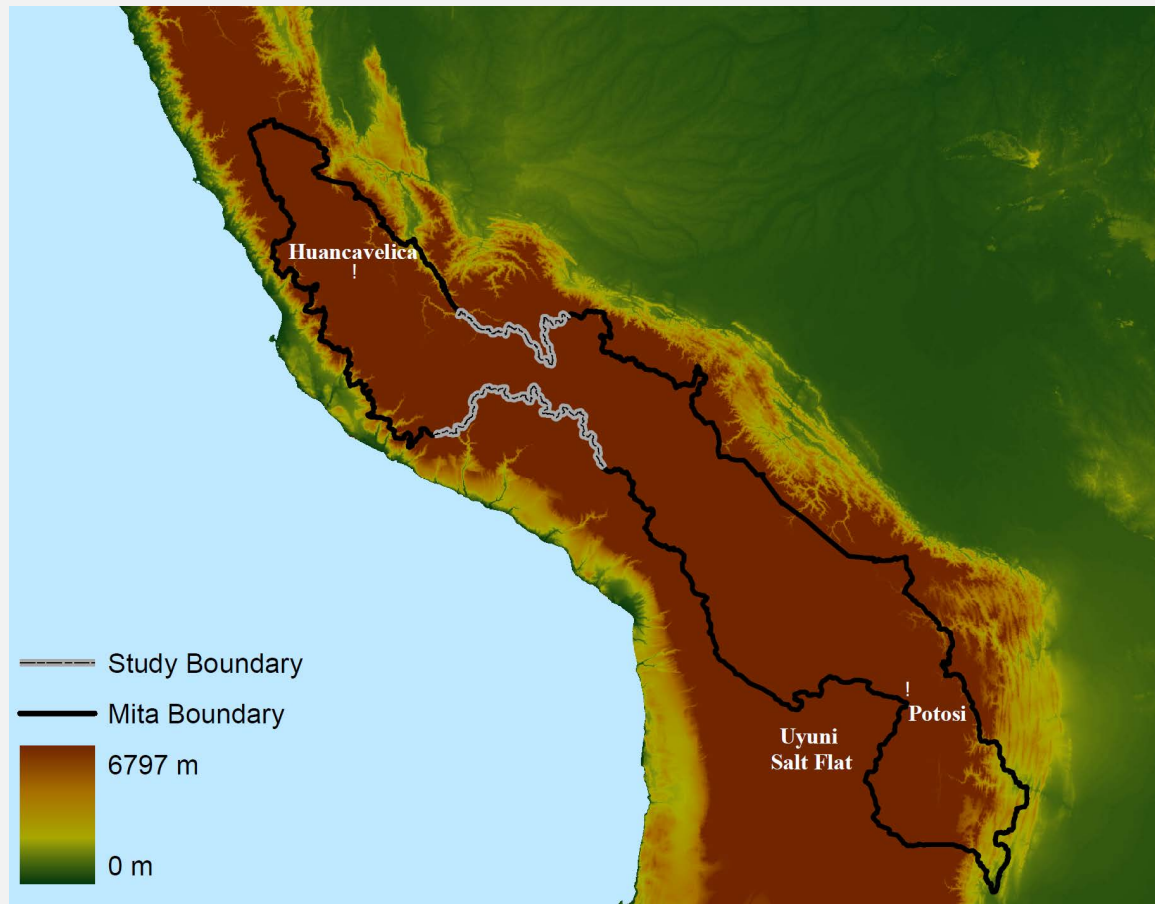 Huancavelica
!
!
Potosi
Uyuni
Salt Flat
Study Boundary
Mita Boundary
6797 m
0 m